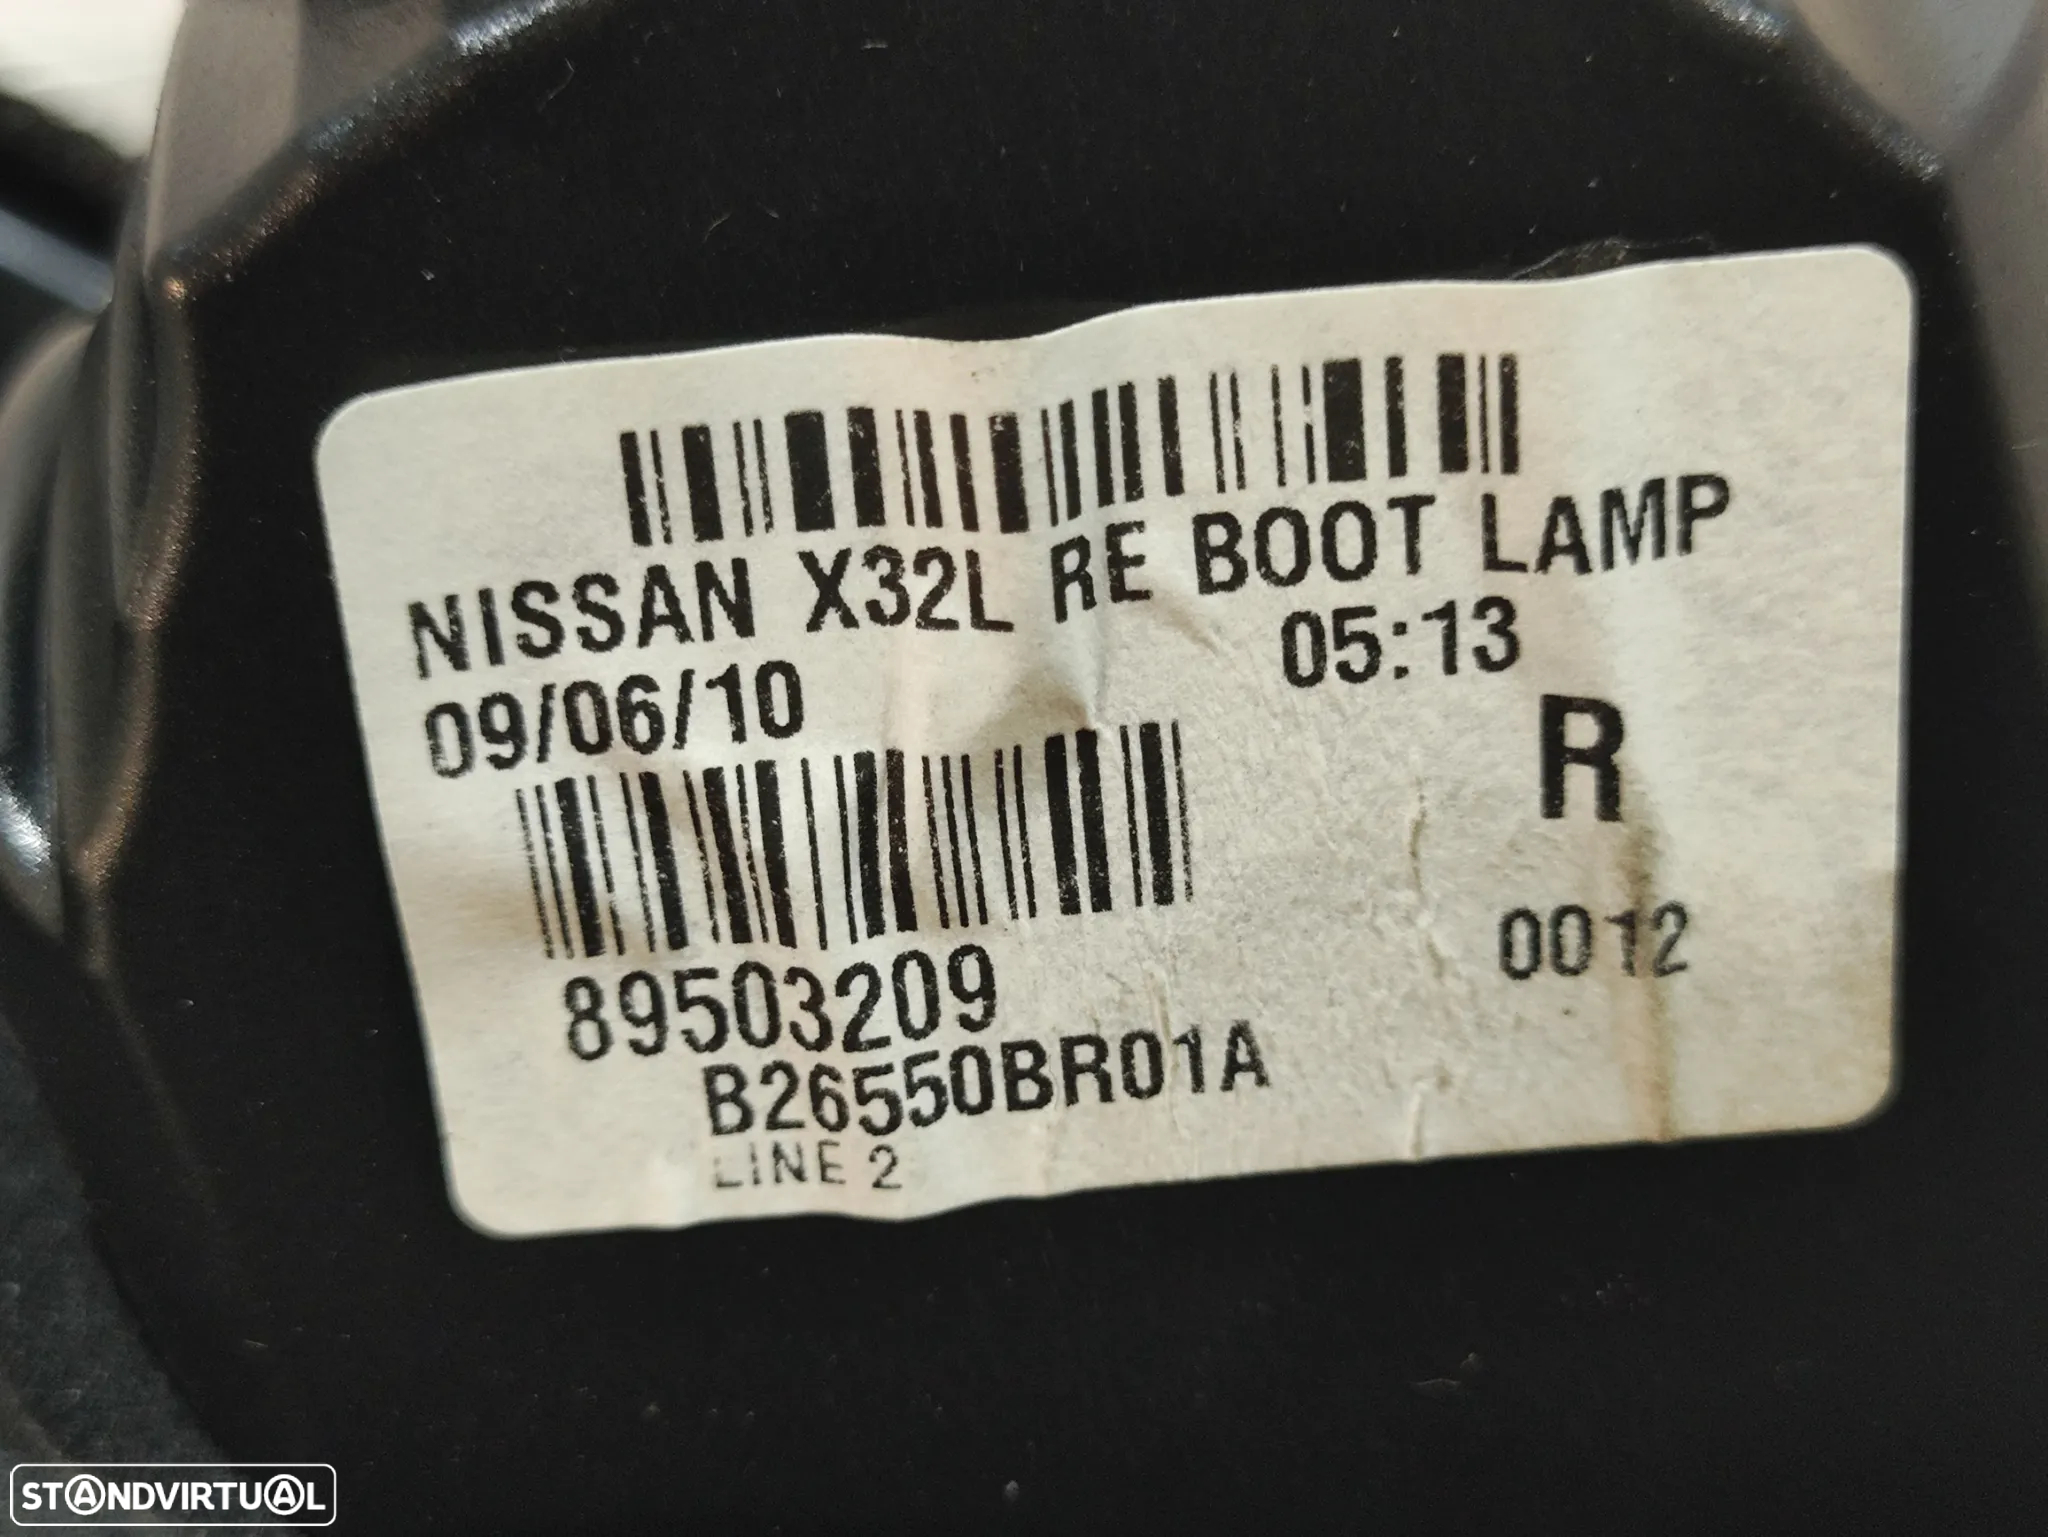 NISSAN X32L RE BOOT LAMP
09/06/10 05:13
R
0012
89503209
B26550BR01A
LINE 2
STANDVIRTUAL